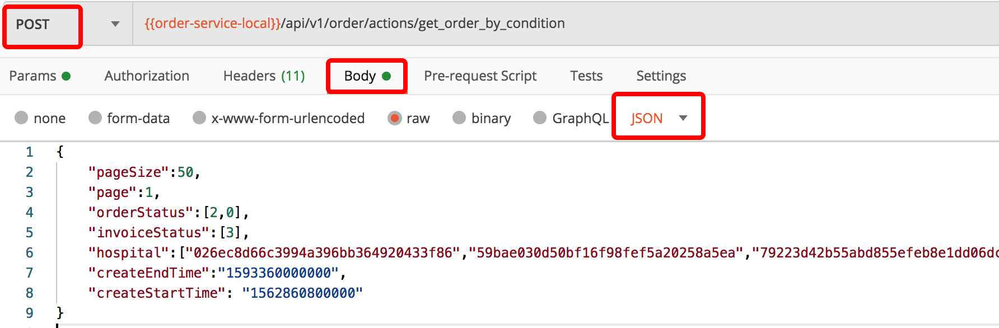 POST {{order-service-local}}/api/v1/order/actions/get_order_by_condition
Params Authorization Headers (11) Body Pre-request Script Tests Settings
none form-data x-www-form-urlencoded raw binary GraphQL JSON
1 {
2 "pageSize":50,
3 "page":1,
4 "orderStatus":[2,0],
5 "invoiceStatus":[3],
6 "hospital":["026ec8d66c3994a396bb364920433f86","59bae030d50bf16f98fef5a20258a5ea","79223d42b55abd855efeb8e1dd06dc
7 "createEndTime":"1593360000000",
8 "createStartTime": "1562860800000"
9 }